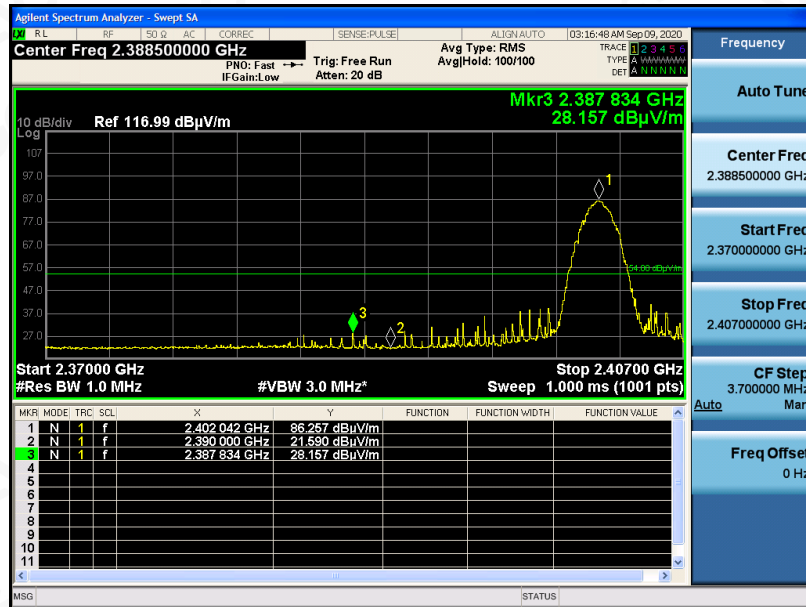 Agilent Spectrum Analyzer - Swept SA
LXI RL RF 50 Ω AC CORREC SENSE:PULSE ALIGN AUTO 03:16:48 AM Sep 09, 2020
Center Freq 2.388500000 GHz
PNO: Fast
IFGain:Low
Trig: Free Run
Atten: 20 dB
Avg Type: RMS
Avg|Hold: 100/100
TRACE 1 2 3 4 5 6
TYPE A WWWWW
DET A N N N N N
Mkr3 2.387 834 GHz
28.157 dBµV/m
10 dB/div Ref 116.99 dBµV/m
Log
107
97.0
87.0
77.0
67.0
57.0
47.0
37.0
27.0
1
54.00 dBµV/m
3
2
Start 2.37000 GHz Stop 2.40700 GHz
#Res BW 1.0 MHz #VBW 3.0 MHz* Sweep 1.000 ms (1001 pts)
MKR MODE TRC SCL X Y FUNCTION FUNCTION WIDTH FUNCTION VALUE
1 N 1 f 2.402 042 GHz 86.257 dBµV/m
2 N 1 f 2.390 000 GHz 21.590 dBµV/m
3 N 1 f 2.387 834 GHz 28.157 dBµV/m
4
5
6
7
8
9
10
11
MSG STATUS
Frequency
Auto Tune
Center Freq
2.388500000 GHz
Start Freq
2.370000000 GHz
Stop Freq
2.407000000 GHz
CF Step
3.700000 MHz
Auto Man
Freq Offset
0 Hz